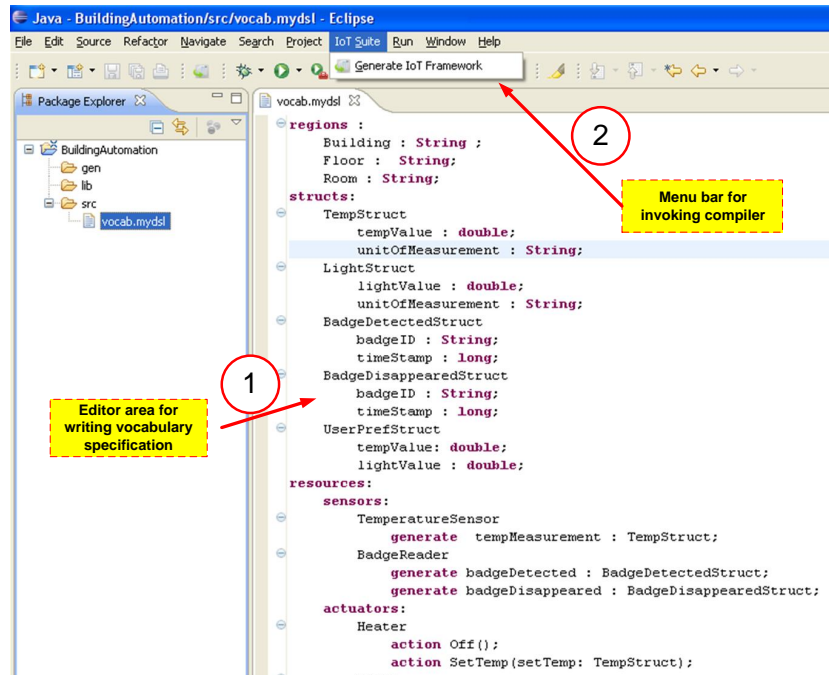 Java - BuildingAutomation/src/vocab.mydsl - Eclipse
File Edit Source Refactor Navigate Search Project IoT Suite Run Window Help
Generate IoT Framework
Package Explorer
vocab.mydsl
BuildingAutomation
gen
lib
src
vocab.mydsl
regions :
Building : String ;
Floor : String;
Room : String;
structs:
TempStruct
tempValue : double;
unitOfMeasurement : String;
LightStruct
lightValue : double;
unitOfMeasurement : String;
BadgeDetectedStruct
badgeID : String;
timeStamp : long;
BadgeDisappearedStruct
badgeID : String;
timeStamp : long;
UserPrefStruct
tempValue: double;
lightValue : double;
resources:
sensors:
TemperatureSensor
generate tempMeasurement : TempStruct;
BadgeReader
generate badgeDetected : BadgeDetectedStruct;
generate badgeDisappeared : BadgeDisappearedStruct;
actuators:
Heater
action Off();
action SetTemp(setTemp: TempStruct);
2
Menu bar for
invoking compiler
1
Editor area for
writing vocabulary
specification